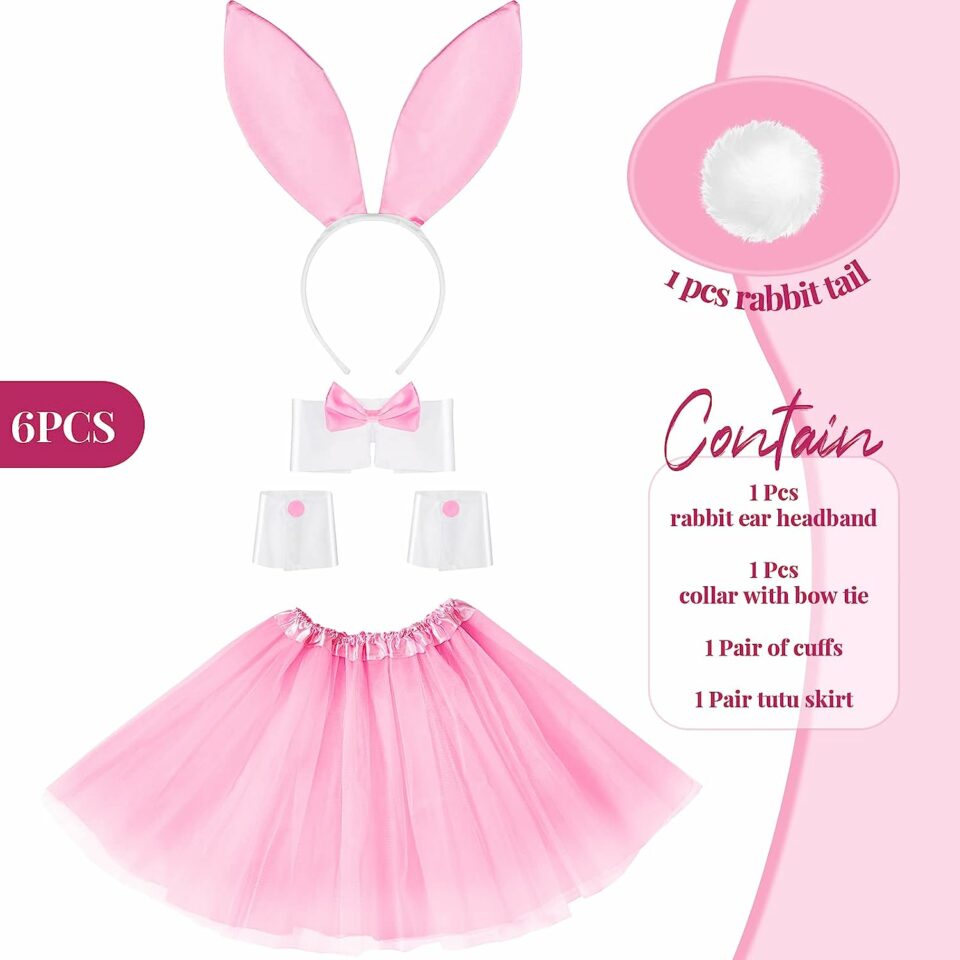 1 pcs rabbit tail
6PCS
Contain
1 Pcs
rabbit ear headband
1 Pcs
collar with bow tie
1 Pair of cuffs
1 Pair tutu skirt